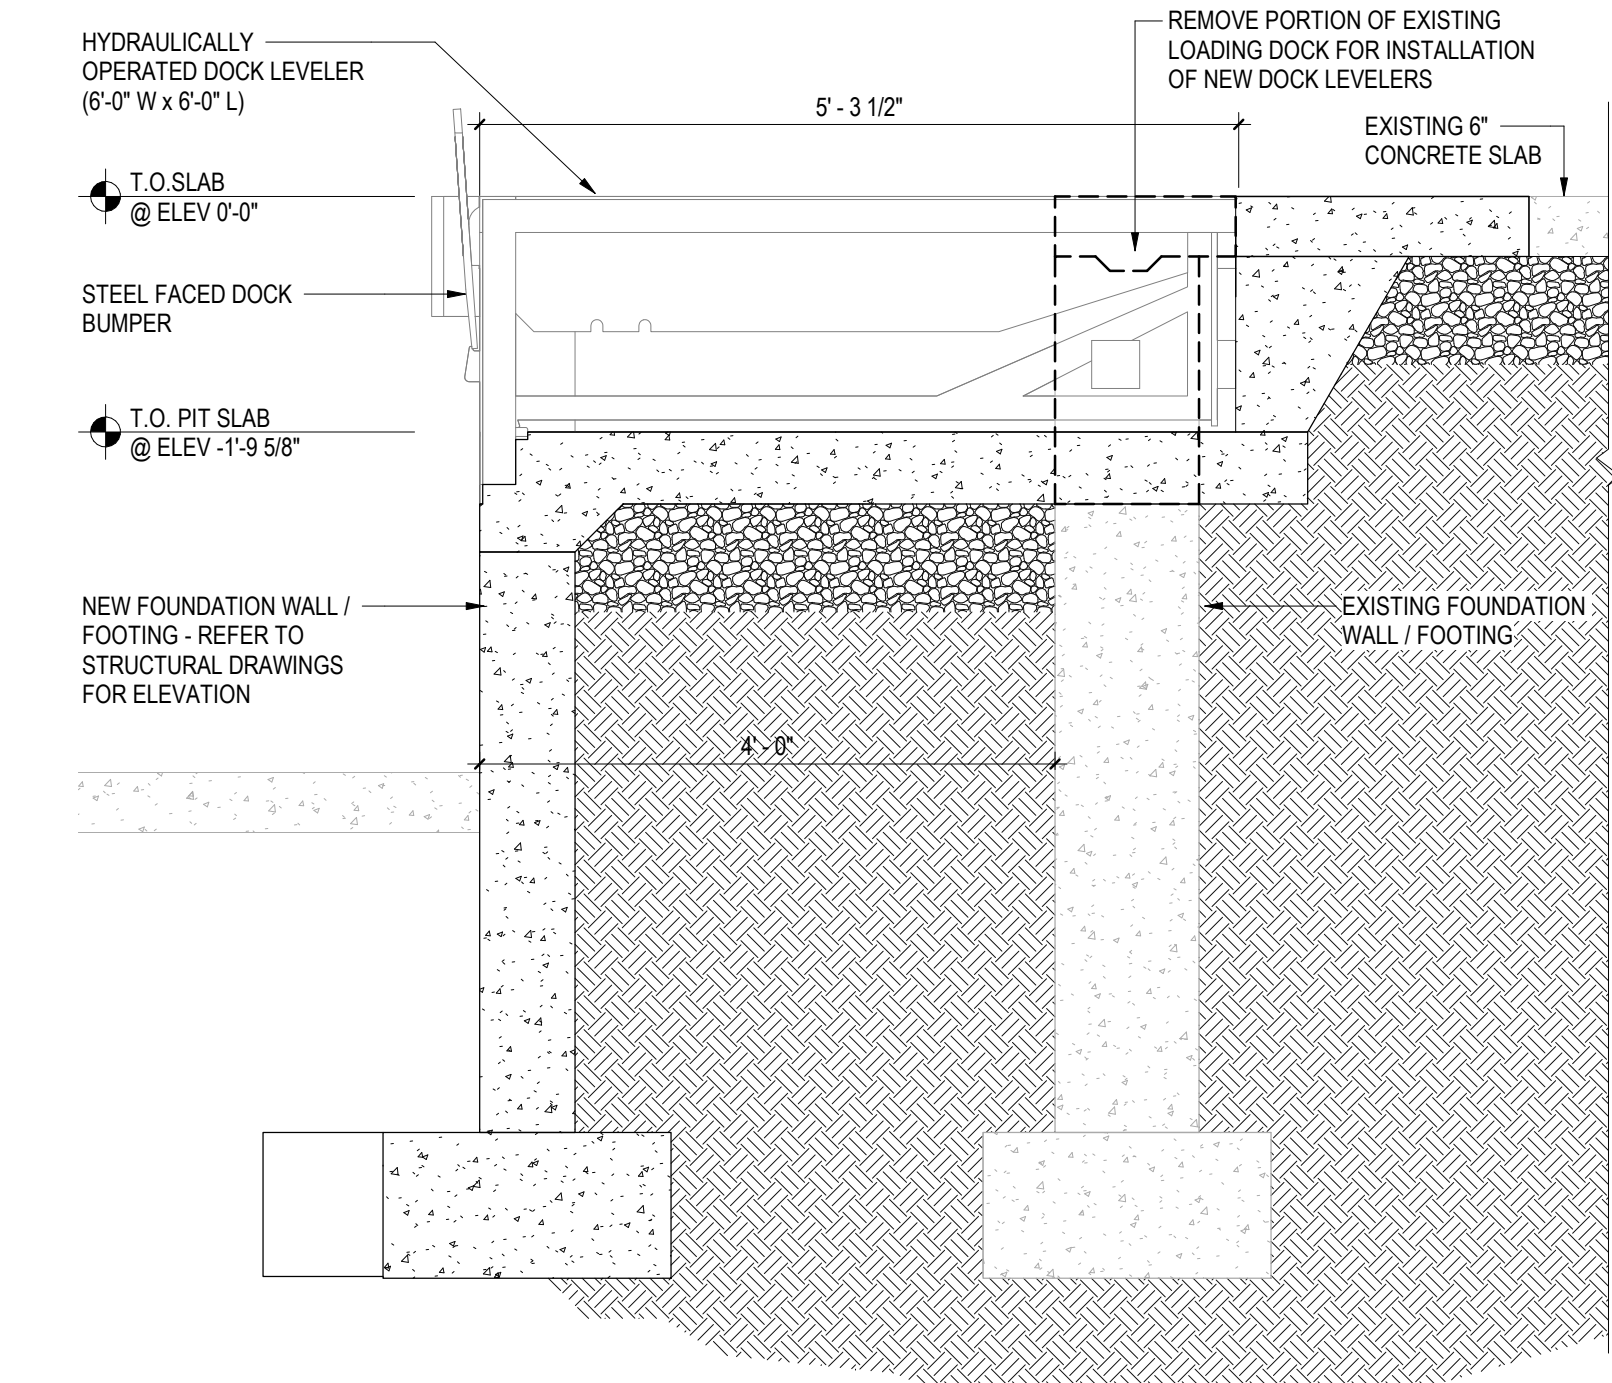 HYDRAULICALLY
OPERATED DOCK LEVELER
(6'-0" W x 6'-0" L)
REMOVE PORTION OF EXISTING
LOADING DOCK FOR INSTALLATION
OF NEW DOCK LEVELERS
5' - 3 1/2"
EXISTING 6"
CONCRETE SLAB
T.O.SLAB
@ ELEV 0'-0"
STEEL FACED DOCK
BUMPER
T.O. PIT SLAB
@ ELEV -1'-9 5/8"
NEW FOUNDATION WALL /
FOOTING - REFER TO
STRUCTURAL DRAWINGS
FOR ELEVATION
EXISTING FOUNDATION
WALL / FOOTING
4' - 0"